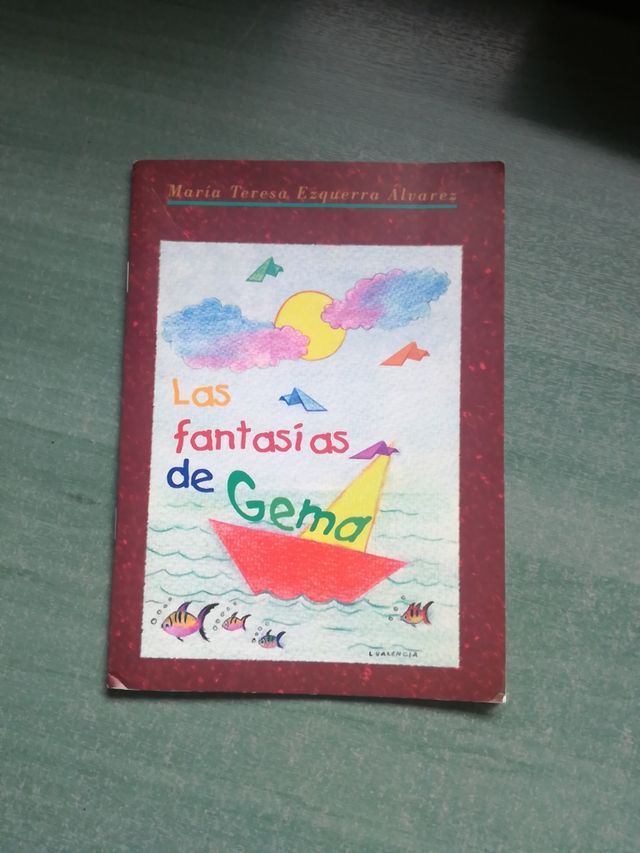 María Teresa Ezquerra Álvarez
Las
fantasías
de Gema
L VALENCIA